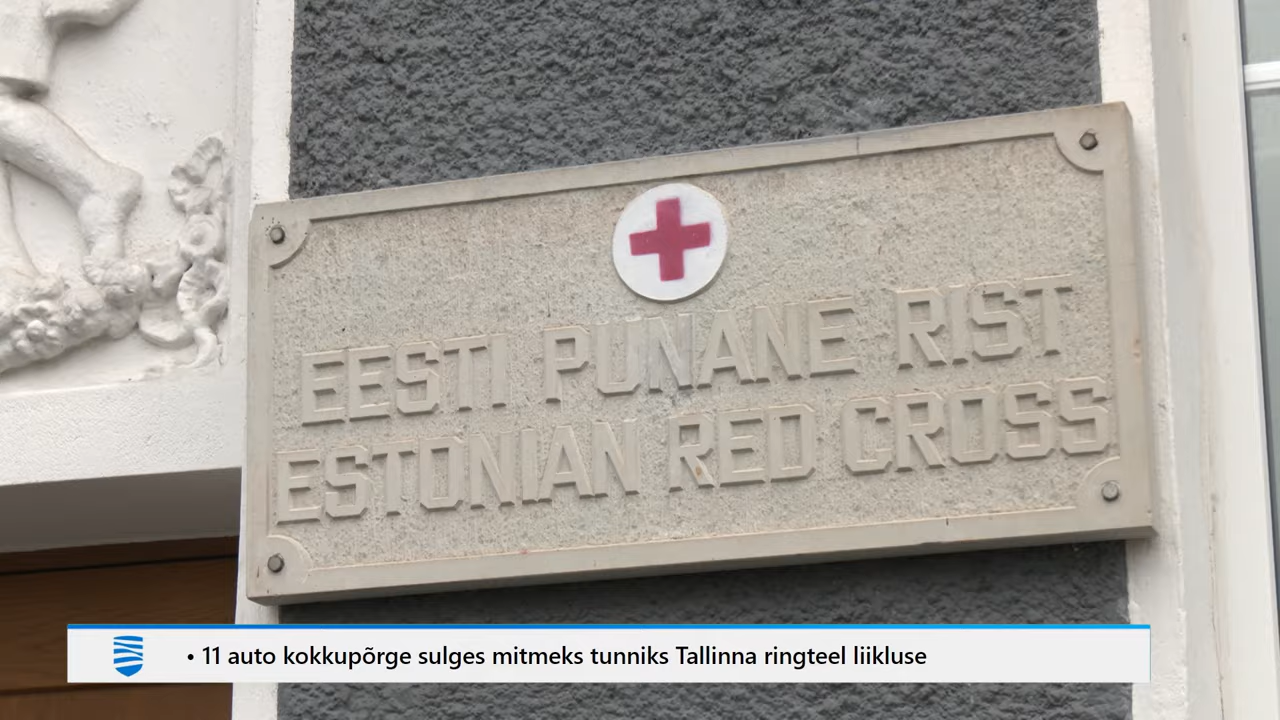 EESTI PUNANE RIST
ESTONIAN RED CROSS
• 11 auto kokkupõrge sulges mitmeks tunniks Tallinna ringteel liikluse